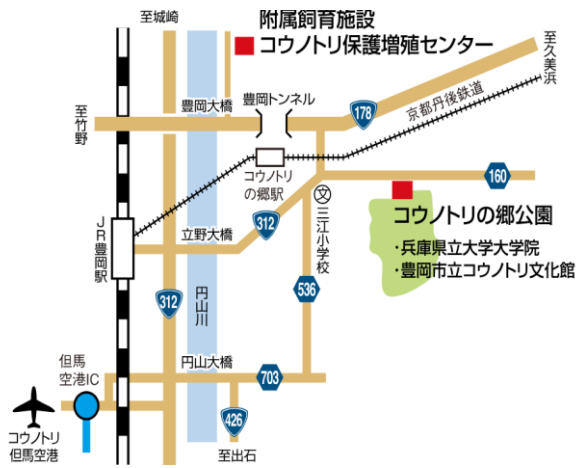 至城崎
附属飼育施設
コウノトリ保護増殖センター
至久美浜
豊岡大橋
豊岡トンネル
至竹野
178
京都丹後鉄道
コウノトリ
の郷駅
160
文
三江小学校
コウノトリの郷公園
・兵庫県立大学大学院
・豊岡市立コウノトリ文化館
JR豊岡駅
立野大橋
312
312
円山川
536
但馬
空港IC
円山大橋
703
426
コウノトリ
但馬空港
至出石